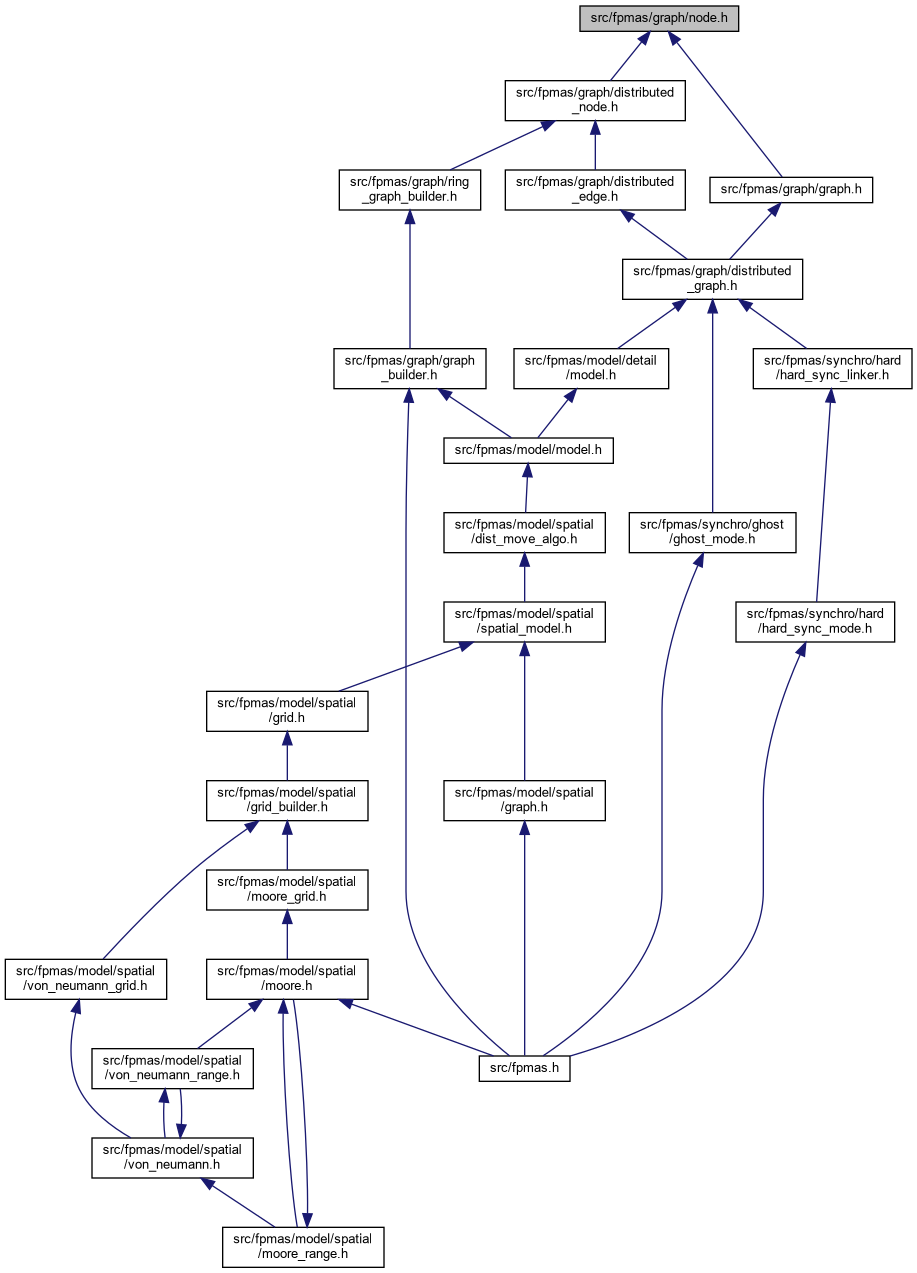 src/fpmas/graph/node.h
src/fpmas/graph/distributed
_node.h
src/fpmas/graph/ring
_graph_builder.h
src/fpmas/graph/distributed
_edge.h
src/fpmas/graph/graph.h
src/fpmas/graph/distributed
_graph.h
src/fpmas/graph/graph
_builder.h
src/fpmas/model/detail
/model.h
src/fpmas/synchro/hard
/hard_sync_linker.h
src/fpmas/model/model.h
src/fpmas/model/spatial
/dist_move_algo.h
src/fpmas/synchro/ghost
/ghost_mode.h
src/fpmas/model/spatial
/spatial_model.h
src/fpmas/synchro/hard
/hard_sync_mode.h
src/fpmas/model/spatial
/grid.h
src/fpmas/model/spatial
/grid_builder.h
src/fpmas/model/spatial
/graph.h
src/fpmas/model/spatial
/moore_grid.h
src/fpmas/model/spatial
/von_neumann_grid.h
src/fpmas/model/spatial
/moore.h
src/fpmas/model/spatial
/von_neumann_range.h
src/fpmas.h
src/fpmas/model/spatial
/von_neumann.h
src/fpmas/model/spatial
/moore_range.h